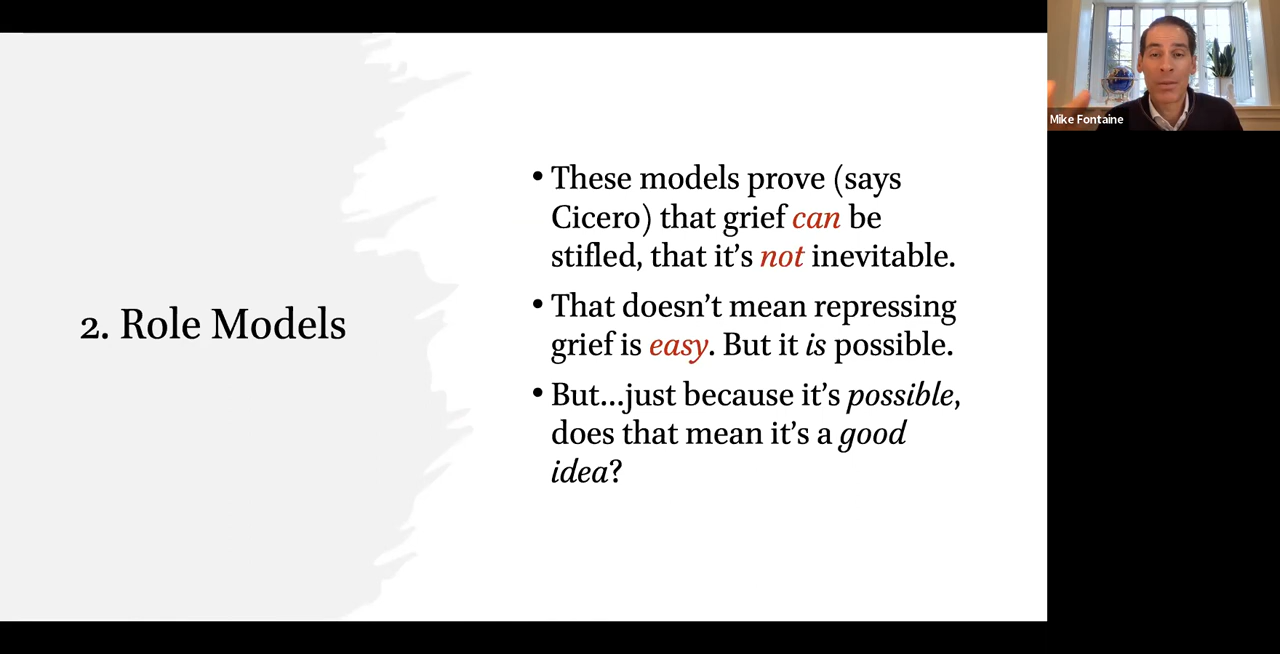 2. Role Models
• These models prove (says
Cicero) that grief can be
stifled, that it’s not inevitable.
• That doesn’t mean repressing
grief is easy. But it is possible.
• But...just because it’s possible,
does that mean it’s a good
idea?
Mike Fontaine